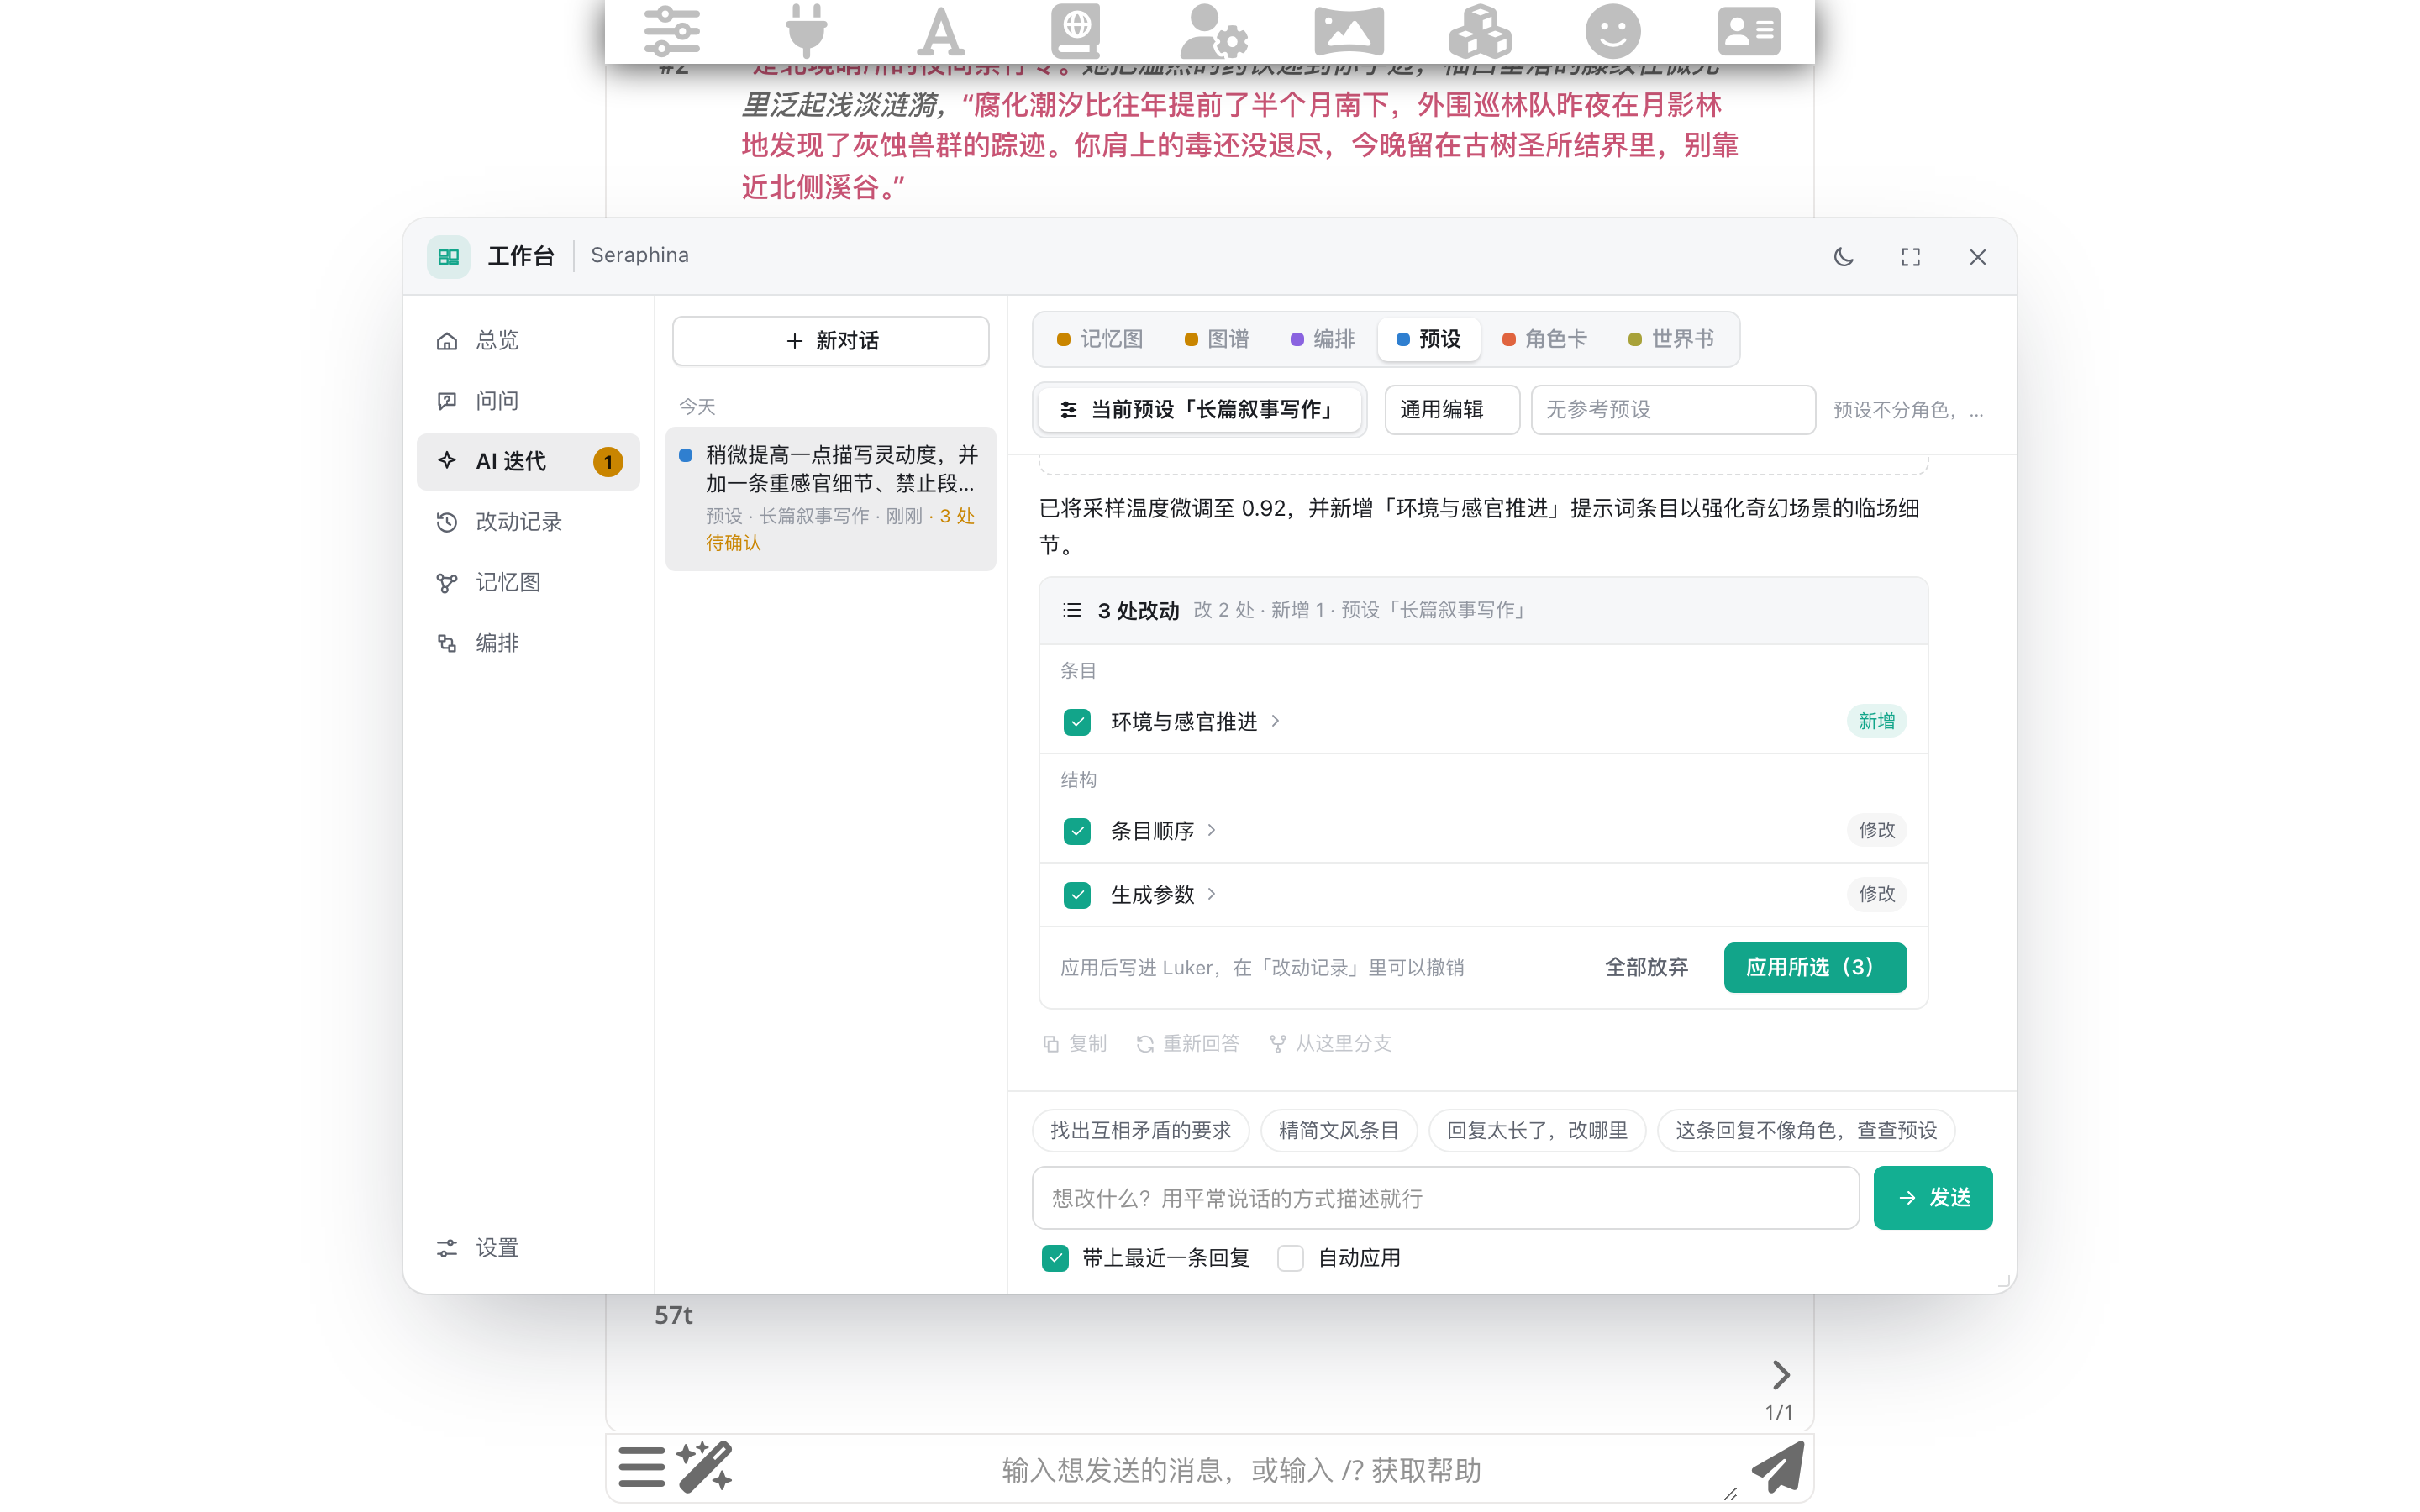 #2
里泛起浅淡涟漪，“腐化潮汐比往年提前了半个月南下，外围巡林队昨夜在月影林
地发现了灰蚀兽群的踪迹。你肩上的毒还没退尽，今晚留在古树圣所结界里，别靠
近北侧溪谷。”
工作台
Seraphina
总览
问问
AI 迭代
1
改动记录
记忆图
编排
设置
新对话
今天
稍微提高一点描写灵动度，并
加一条重感官细节、禁止段...
预设 · 长篇叙事写作 · 刚刚 · 3 处
待确认
记忆图
图谱
编排
预设
角色卡
世界书
当前预设「长篇叙事写作」
通用编辑
无参考预设
预设不分角色，...
已将采样温度微调至 0.92，并新增「环境与感官推进」提示词条目以强化奇幻场景的临场细
节。
3 处改动 改 2 处 · 新增 1 · 预设「长篇叙事写作」
条目
环境与感官推进
新增
结构
条目顺序
修改
生成参数
修改
应用后写进 Luker，在「改动记录」里可以撤销
全部放弃
应用所选（3）
复制
重新回答
从这里分支
找出互相矛盾的要求
精简文风条目
回复太长了，改哪里
这条回复不像角色，查查预设
想改什么？用平常说话的方式描述就行
发送
带上最近一条回复
自动应用
57t
1/1
输入想发送的消息，或输入 /? 获取帮助